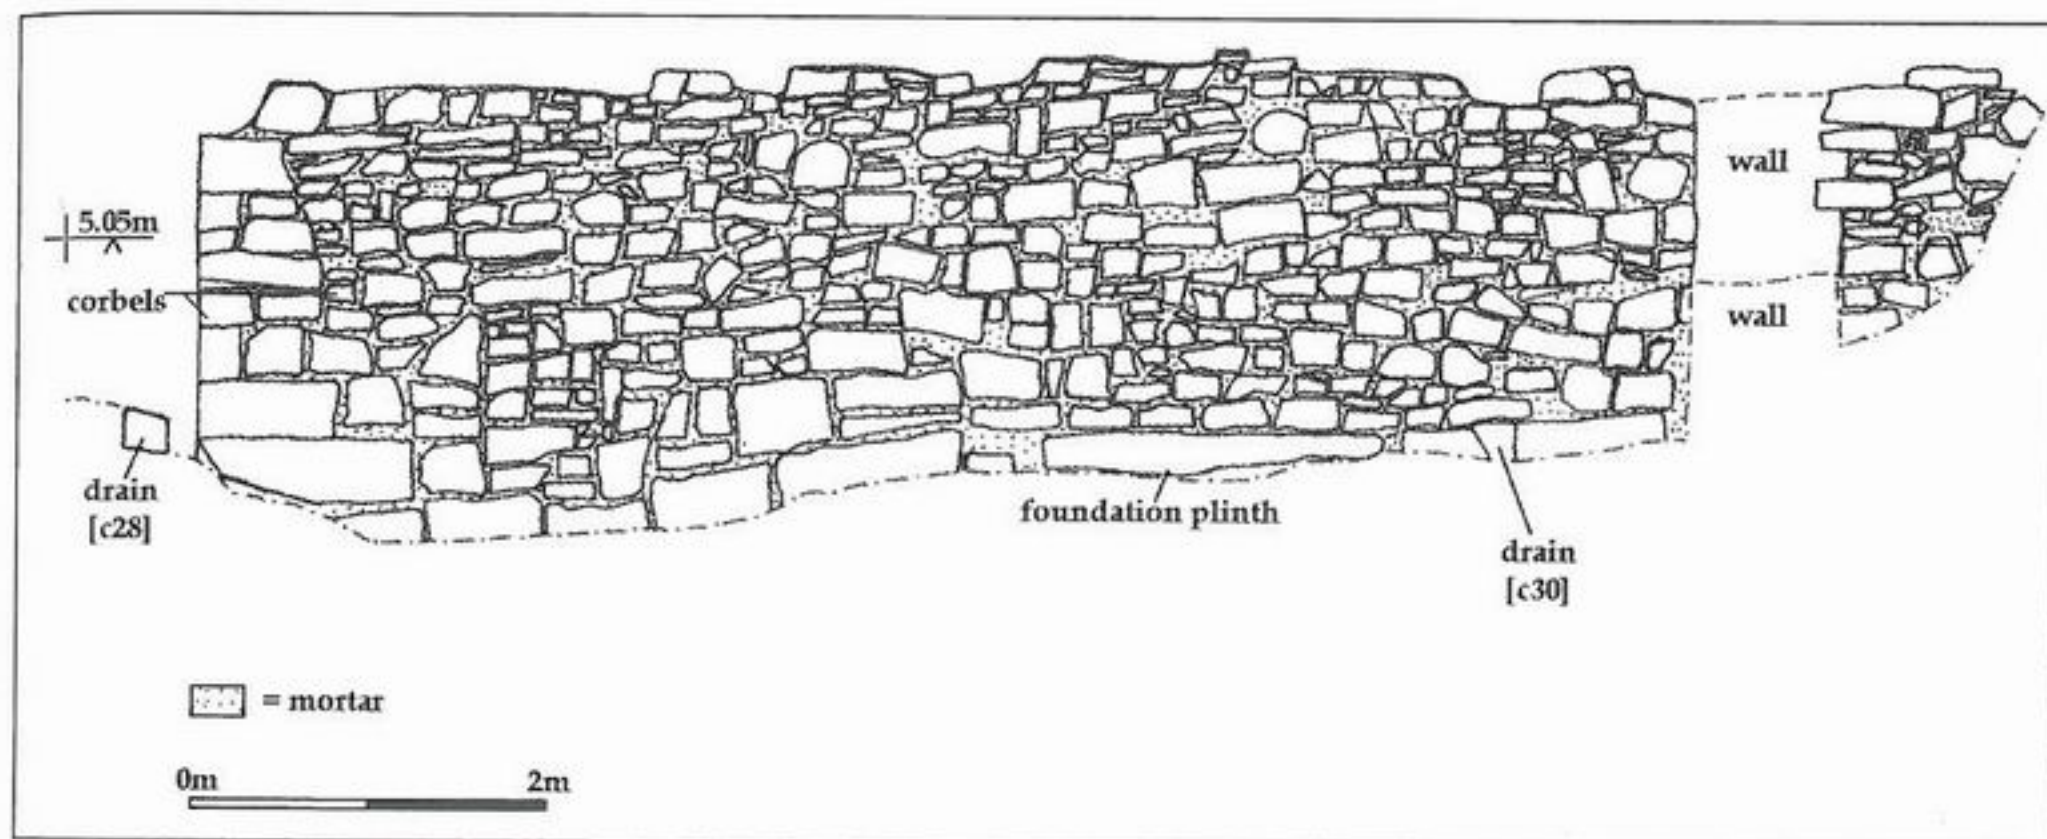 wall
5.05m
corbels
wall
drain
[c28]
foundation plinth
drain
[c30]
= mortar
0m 2m